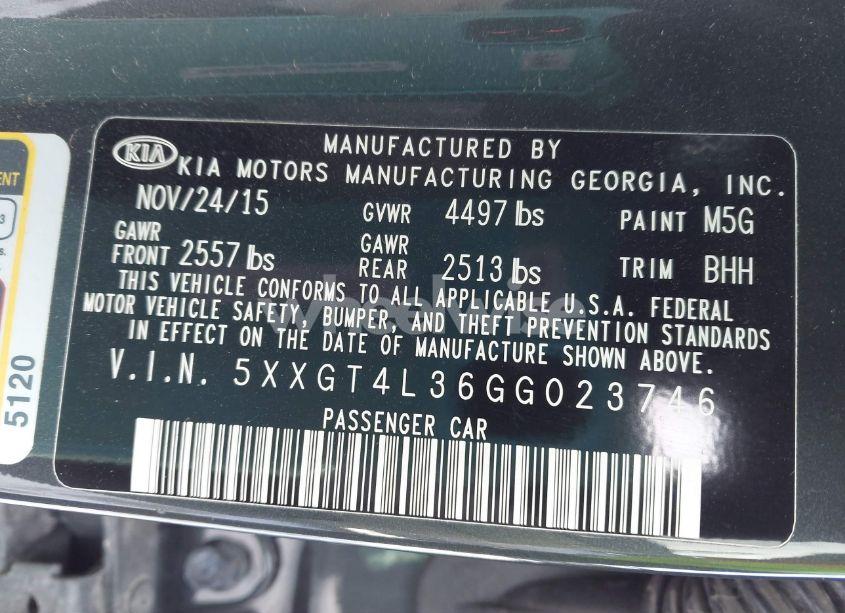 MANUFACTURED BY
KIA
KIA MOTORS MANUFACTURING GEORGIA, INC.
NOV/24/15 GVWR 4497 lbs PAINT M5G
GAWR FRONT 2557 lbs GAWR REAR 2513 lbs TRIM BHH
THIS VEHICLE CONFORMS TO ALL APPLICABLE U.S.A. FEDERAL
MOTOR VEHICLE SAFETY, BUMPER, AND THEFT PREVENTION STANDARDS
IN EFFECT ON THE DATE OF MANUFACTURE SHOWN ABOVE.
V.I.N. 5XXGT4L36GG023746
PASSENGER CAR
5120
wheelwise